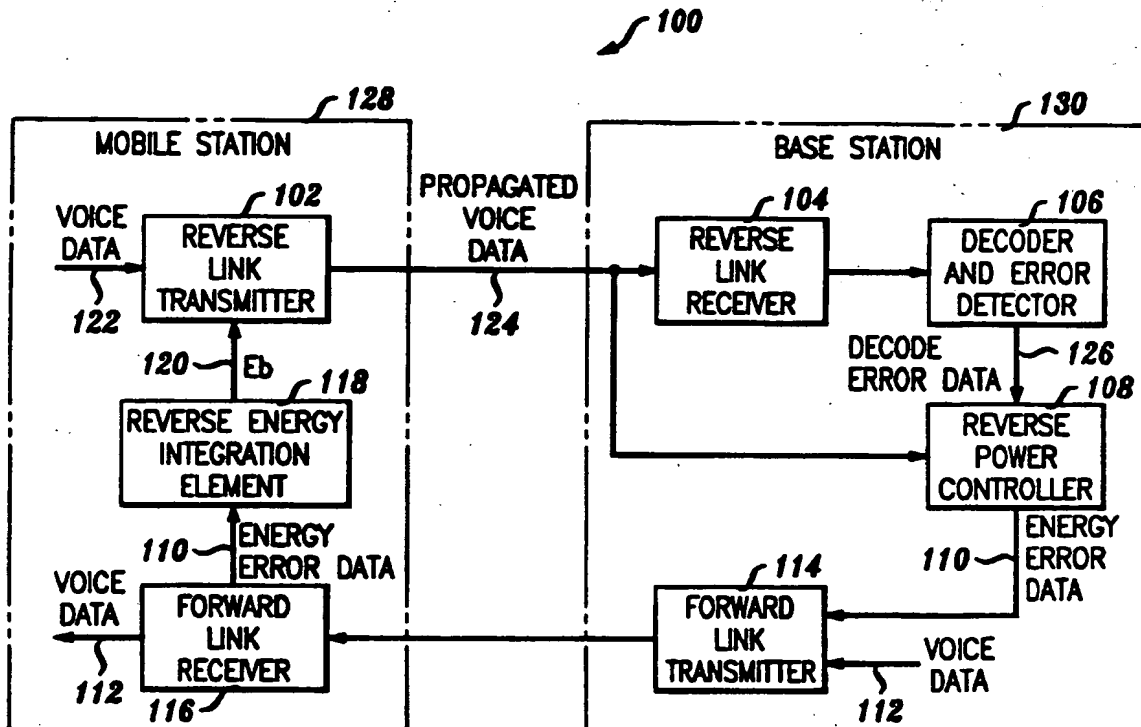 100
128
130
MOBILE STATION
BASE STATION
VOICE
DATA
122
102
REVERSE
LINK
TRANSMITTER
PROPAGATED
VOICE
DATA
124
104
REVERSE
LINK
RECEIVER
106
DECODER
AND ERROR
DETECTOR
120
Eb
118
REVERSE ENERGY
INTEGRATION
ELEMENT
DECODE
ERROR DATA
126
108
REVERSE
POWER
CONTROLLER
110
ENERGY
ERROR DATA
110
ENERGY
ERROR
DATA
VOICE
DATA
112
FORWARD
LINK
RECEIVER
116
114
FORWARD
LINK
TRANSMITTER
VOICE
DATA
112